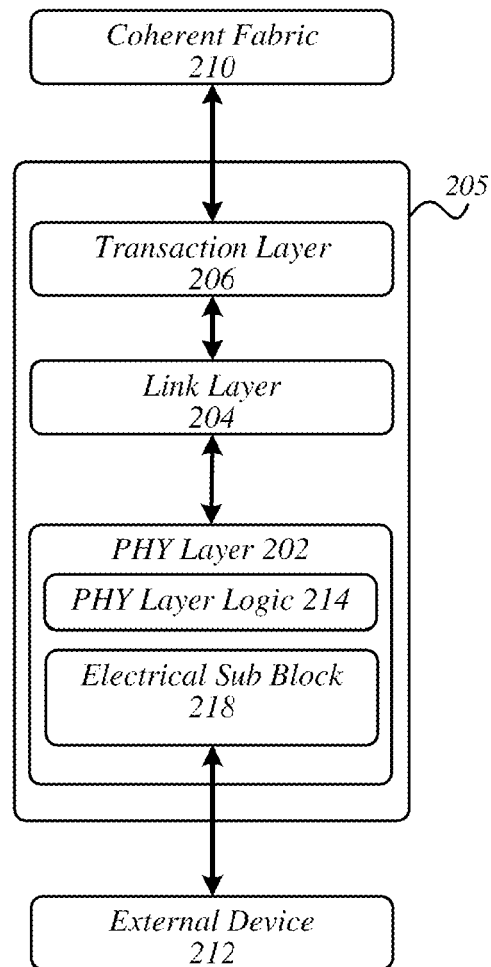 Coherent Fabric
210
205
Transaction Layer
206
Link Layer
204
PHY Layer 202
PHY Layer Logic 214
Electrical Sub Block
218
External Device
212